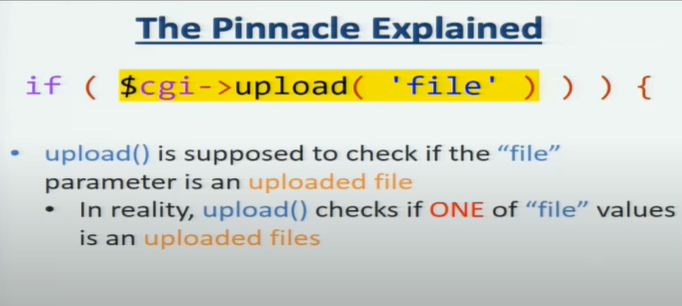 The Pinnacle Explained
if ( $cgi->upload( 'file' ) ) ) {
• upload() is supposed to check if the “file”
parameter is an uploaded file
• In reality, upload() checks if ONE of “file” values
is an uploaded files